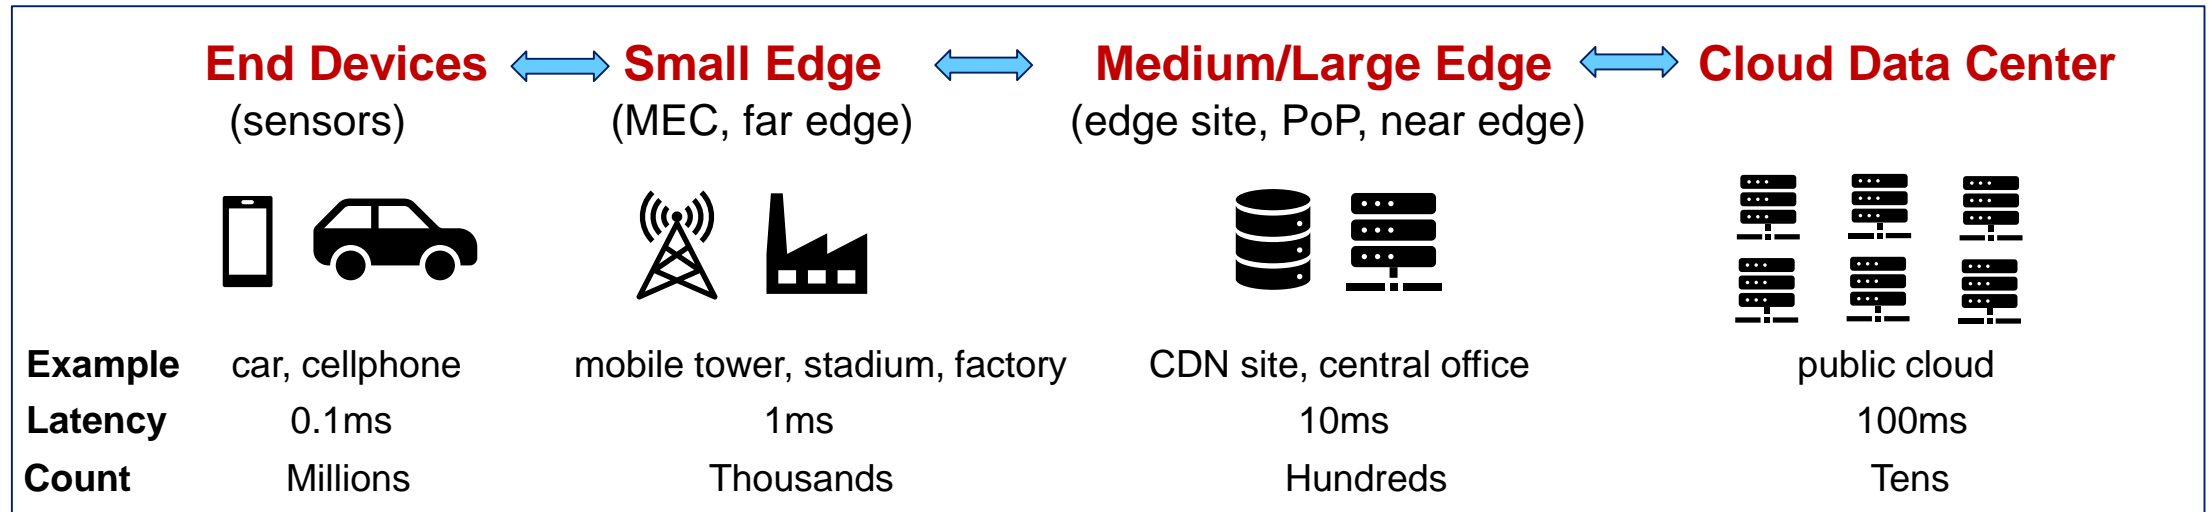 End Devices Small Edge Medium/Large Edge Cloud Data Center
(sensors) (MEC, far edge) (edge site, PoP, near edge)
Example car, cellphone mobile tower, stadium, factory CDN site, central office public cloud
Latency 0.1ms 1ms 10ms 100ms
Count Millions Thousands Hundreds Tens